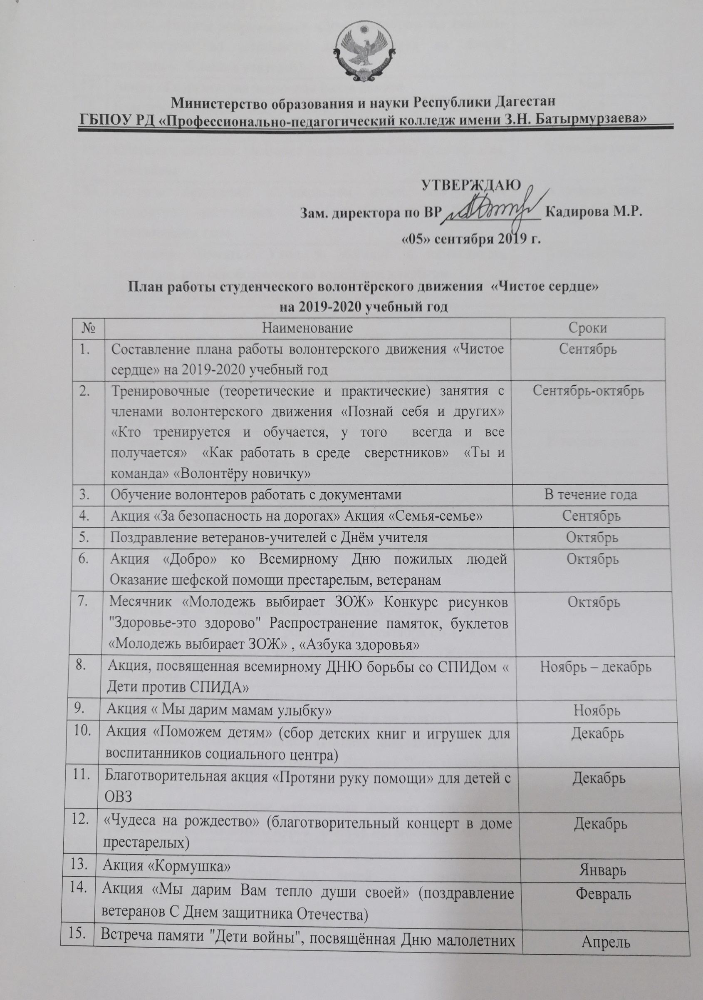 Министерство образования и науки Республики Дагестан
ГБПОУ РД «Профессионально-педагогический колледж имени З.Н. Батырмурзаева»
УТВЕРЖДАЮ
Зам. директора по ВР Кадирова М.Р.
«05» сентября 2019 г.
План работы студенческого волонтёрского движения «Чистое сердце»
на 2019-2020 учебный год
№ Наименование Сроки
1. Составление плана работы волонтерского движения «Чистое Сентябрь
сердце» на 2019-2020 учебный год
2. Тренировочные (теоретические и практические) занятия с Сентябрь-октябрь
членами волонтерского движения «Познай себя и других»
«Кто тренируется и обучается, у того всегда и все
получается» «Как работать в среде сверстников» «Ты и
команда» «Волонтёру новичку»
3. Обучение волонтеров работать с документами В течение года
4. Акция «За безопасность на дорогах» Акция «Семья-семье» Сентябрь
5. Поздравление ветеранов-учителей с Днём учителя Октябрь
6. Акция «Добро» ко Всемирному Дню пожилых людей Октябрь
Оказание шефской помощи престарелым, ветеранам
7. Месячник «Молодежь выбирает ЗОЖ» Конкурс рисунков Октябрь
"Здоровье-это здорово" Распространение памяток, буклетов
«Молодежь выбирает ЗОЖ» , «Азбука здоровья»
8. Акция, посвященная всемирному ДНЮ борьбы со СПИДом « Ноябрь – декабрь
Дети против СПИДА»
9. Акция « Мы дарим мамам улыбку» Ноябрь
10. Акция «Поможем детям» (сбор детских книг и игрушек для Декабрь
воспитанников социального центра)
11. Благотворительная акция «Протяни руку помощи» для детей с Декабрь
ОВЗ
12. «Чудеса на рождество» (благотворительный концерт в доме Декабрь
престарелых)
13. Акция «Кормушка» Январь
14. Акция «Мы дарим Вам тепло души своей» (поздравление Февраль
ветеранов С Днем защитника Отечества)
15. Встреча памяти "Дети войны", посвящённая Дню малолетних Апрель